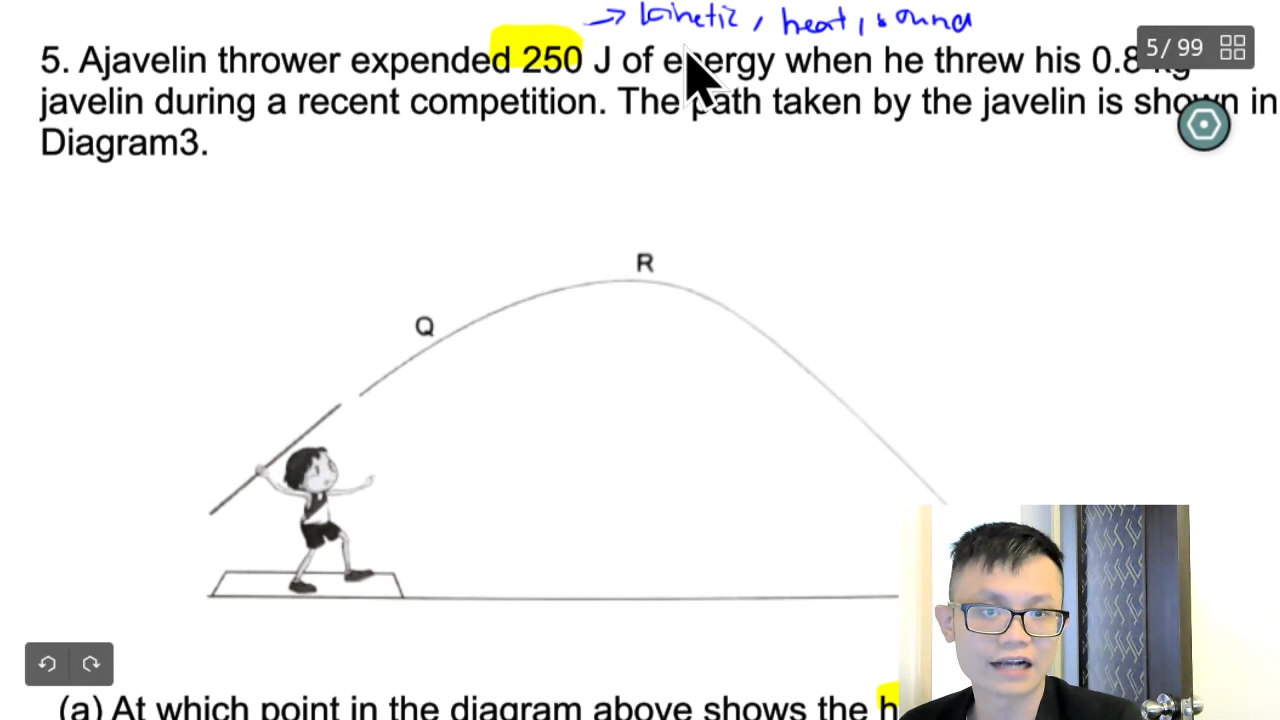 → kinetic, heat, sound
5. Ajavelin thrower expended 250 J of energy when he threw his 0.8 kg
5/99
javelin during a recent competition. The path taken by the javelin is shown in
Diagram3.
R
Q
(a) At which point in the diagram above shows the h